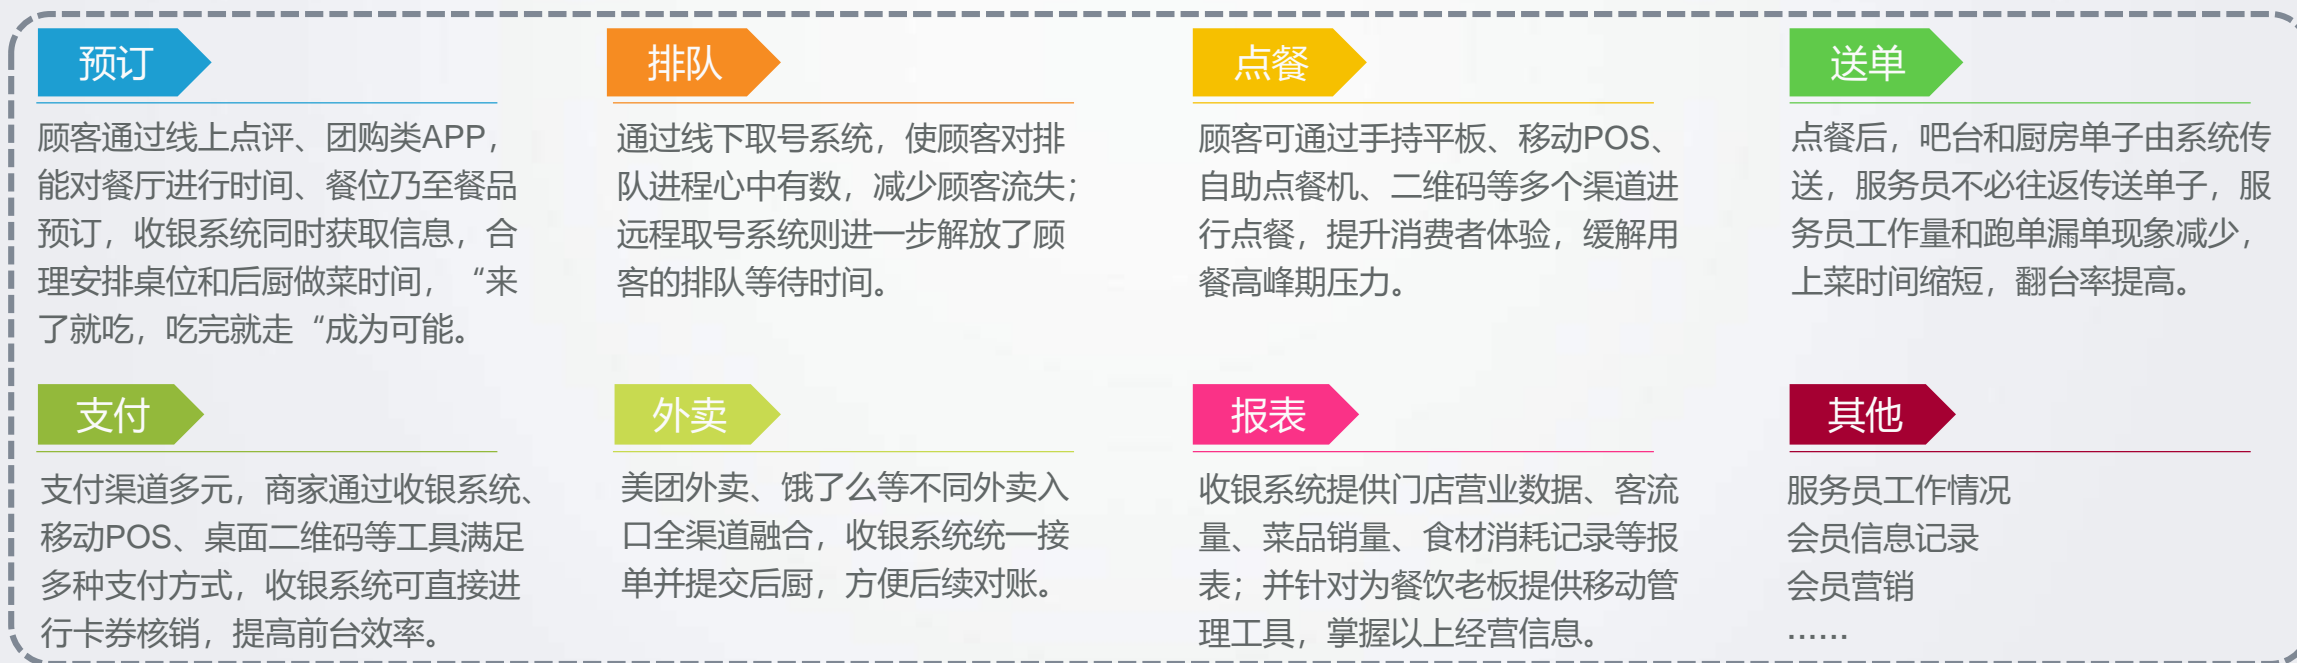 预订
顾客通过线上点评、团购类APP，
能对餐厅进行时间、餐位乃至餐品
预订，收银系统同时获取信息，合
理安排桌位和后厨做菜时间，“来
了就吃，吃完就走“成为可能。
排队
通过线下取号系统，使顾客对排
队进程心中有数，减少顾客流失；
远程取号系统则进一步解放了顾
客的排队等待时间。
点餐
顾客可通过手持平板、移动POS、
自助点餐机、二维码等多个渠道进
行点餐，提升消费者体验，缓解用
餐高峰期压力。
送单
点餐后，吧台和厨房单子由系统传
送，服务员不必往返传送单子，服
务员工作量和跑单漏单现象减少，
上菜时间缩短，翻台率提高。
支付
支付渠道多元，商家通过收银系统、
移动POS、桌面二维码等工具满足
多种支付方式，收银系统可直接进
行卡券核销，提高前台效率。
外卖
美团外卖、饿了么等不同外卖入
口全渠道融合，收银系统统一接
单并提交后厨，方便后续对账。
报表
收银系统提供门店营业数据、客流
量、菜品销量、食材消耗记录等报
表；并针对为餐饮老板提供移动管
理工具，掌握以上经营信息。
其他
服务员工作情况
会员信息记录
会员营销
……